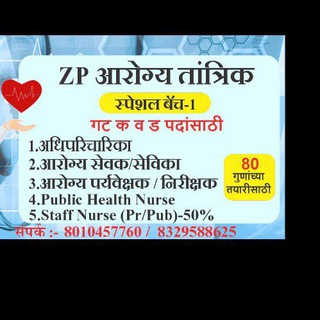 ZP आरोग्य तांत्रिक
स्पेशल बॅच-1
गट क व ड पदांसाठी
1.अधिपरिचारिका
2.आरोग्य सेवक/सेविका
3.आरोग्य पर्यवेक्षक / निरीक्षक
4.Public Health Nurse
5.Staff Nurse (Pr/Pub)-50%
80
गुणांच्या
तयारीसाठी
संपर्क :- 8010457760 / 8329588625